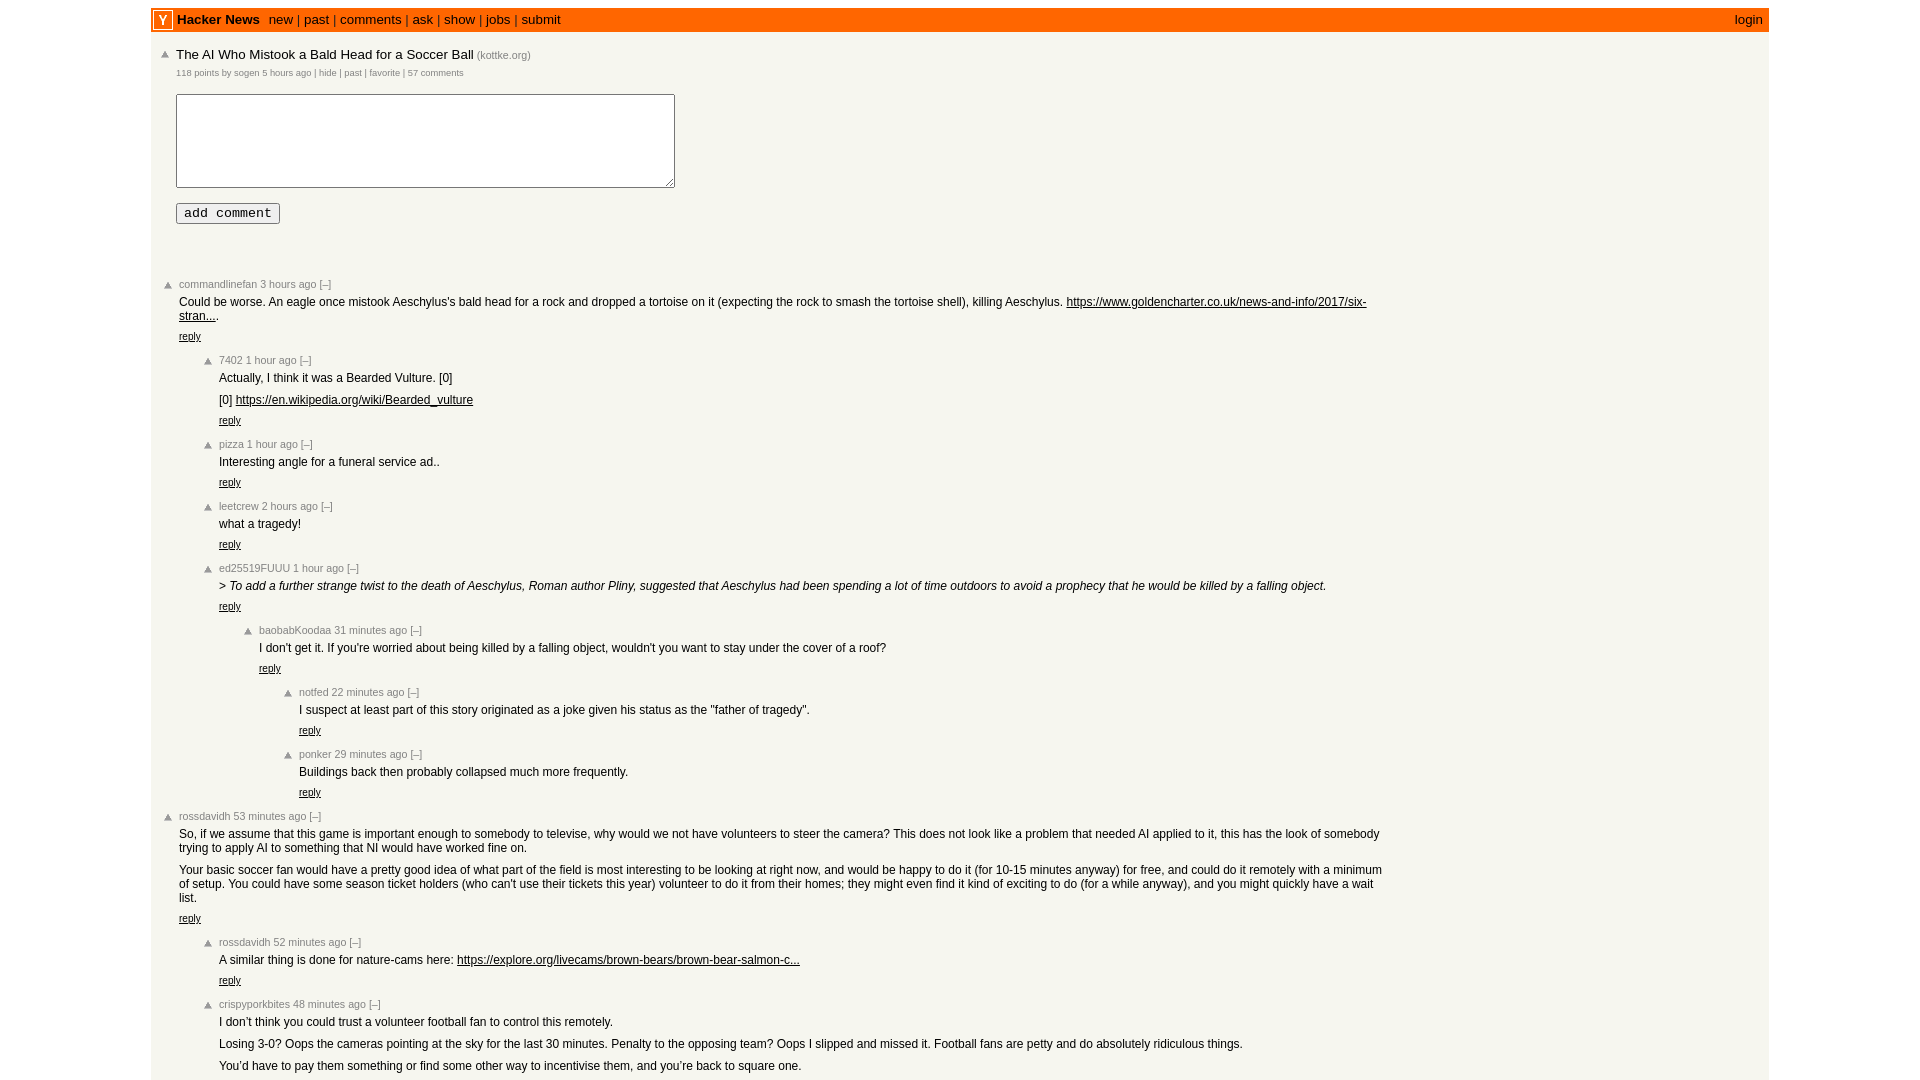 Y Hacker News new | past | comments | ask | show | jobs | submit login
The AI Who Mistook a Bald Head for a Soccer Ball (kottke.org)
118 points by sogen 5 hours ago | hide | past | favorite | 57 comments
add comment
commandlinefan 3 hours ago [–]
Could be worse. An eagle once mistook Aeschylus's bald head for a rock and dropped a tortoise on it (expecting the rock to smash the tortoise shell), killing Aeschylus. https://www.goldencharter.co.uk/news-and-info/2017/six-
stran....
reply
7402 1 hour ago [–]
Actually, I think it was a Bearded Vulture. [0]
[0] https://en.wikipedia.org/wiki/Bearded_vulture
reply
pizza 1 hour ago [–]
Interesting angle for a funeral service ad..
reply
leetcrew 2 hours ago [–]
what a tragedy!
reply
ed25519FUUU 1 hour ago [–]
> To add a further strange twist to the death of Aeschylus, Roman author Pliny, suggested that Aeschylus had been spending a lot of time outdoors to avoid a prophecy that he would be killed by a falling object.
reply
baobabKoodaa 31 minutes ago [–]
I don't get it. If you're worried about being killed by a falling object, wouldn't you want to stay under the cover of a roof?
reply
notfed 22 minutes ago [–]
I suspect at least part of this story originated as a joke given his status as the "father of tragedy".
reply
ponker 29 minutes ago [–]
Buildings back then probably collapsed much more frequently.
reply
rossdavidh 53 minutes ago [–]
So, if we assume that this game is important enough to somebody to televise, why would we not have volunteers to steer the camera? This does not look like a problem that needed AI applied to it, this has the look of somebody
trying to apply AI to something that NI would have worked fine on.
Your basic soccer fan would have a pretty good idea of what part of the field is most interesting to be looking at right now, and would be happy to do it (for 10-15 minutes anyway) for free, and could do it remotely with a minimum
of setup. You could have some season ticket holders (who can't use their tickets this year) volunteer to do it from their homes; they might even find it kind of exciting to do (for a while anyway), and you might quickly have a wait
list.
reply
rossdavidh 52 minutes ago [–]
A similar thing is done for nature-cams here: https://explore.org/livecams/brown-bears/brown-bear-salmon-c...
reply
crispyporkbites 48 minutes ago [–]
I don’t think you could trust a volunteer football fan to control this remotely.
Losing 3-0? Oops the cameras pointing at the sky for the last 30 minutes. Penalty to the opposing team? Oops I slipped and missed it. Football fans are petty and do absolutely ridiculous things.
You’d have to pay them something or find some other way to incentivise them, and you’re back to square one.